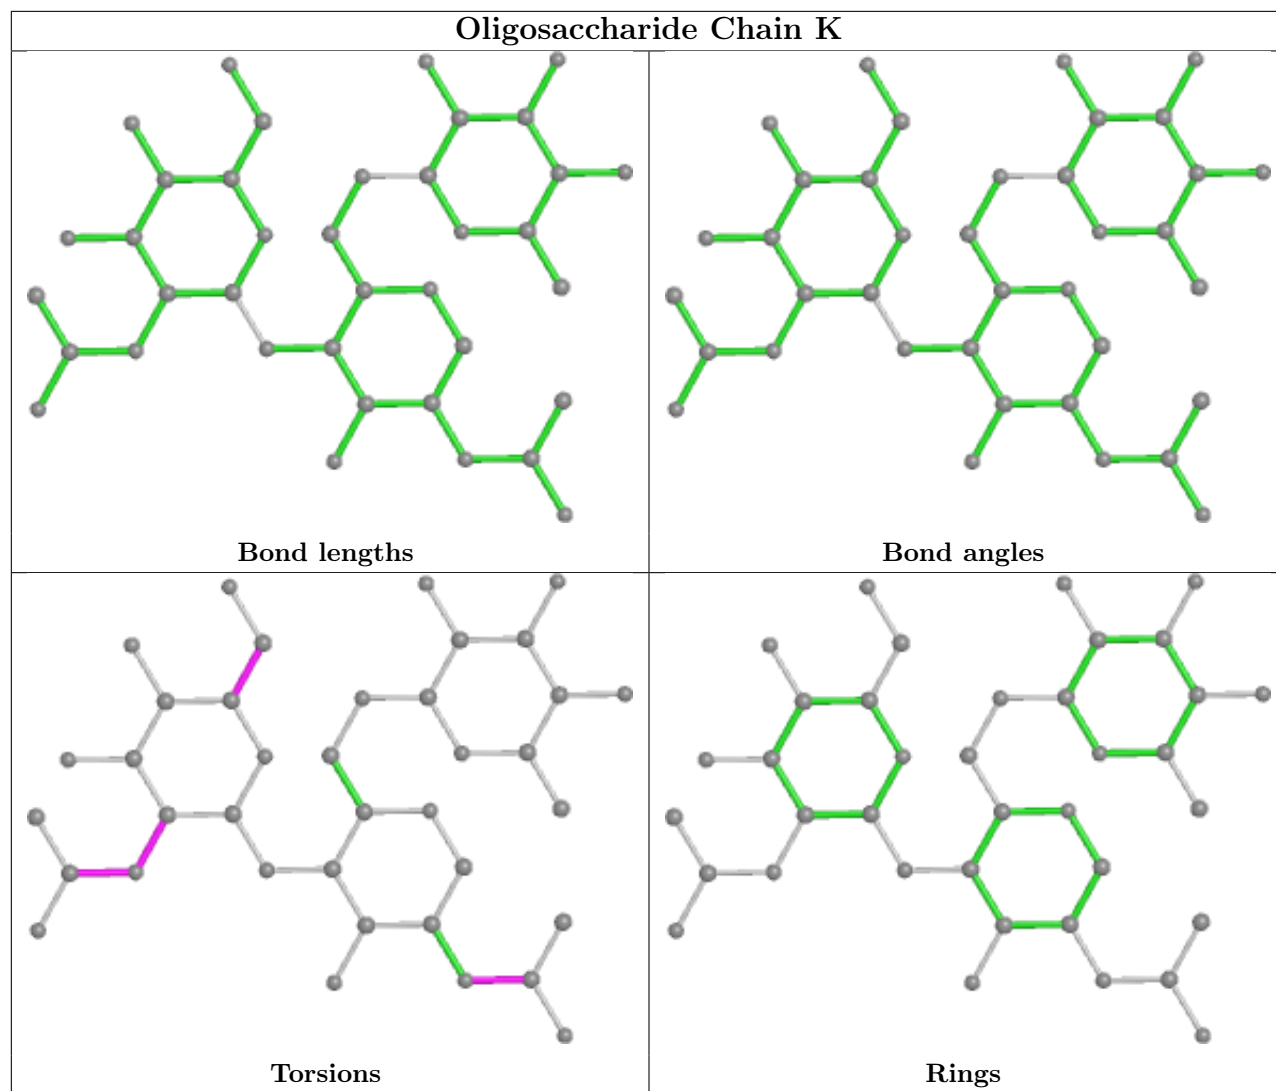 Oligosaccharide Chain K
Bond lengths
Bond angles
Torsions
Rings